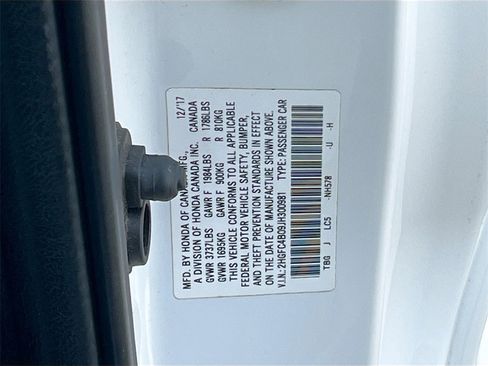 MFD. BY HONDA OF CANADA MFG., 12/17
A DIVISION OF HONDA CANADA INC. CANADA
GVWR 3737LBS GAWR F 1984LBS R 1786LBS
GVWR 1695KG GAWR F 900KG R 810KG
THIS VEHICLE CONFORMS TO ALL APPLICABLE
FEDERAL MOTOR VEHICLE SAFETY, BUMPER,
AND THEFT PREVENTION STANDARDS IN EFFECT
ON THE DATE OF MANUFACTURE SHOWN ABOVE.
V.I.N.: 2HGFC4B09JH300981 TYPE: PASSENGER CAR
TBG J LC5 -NH578 -U -H